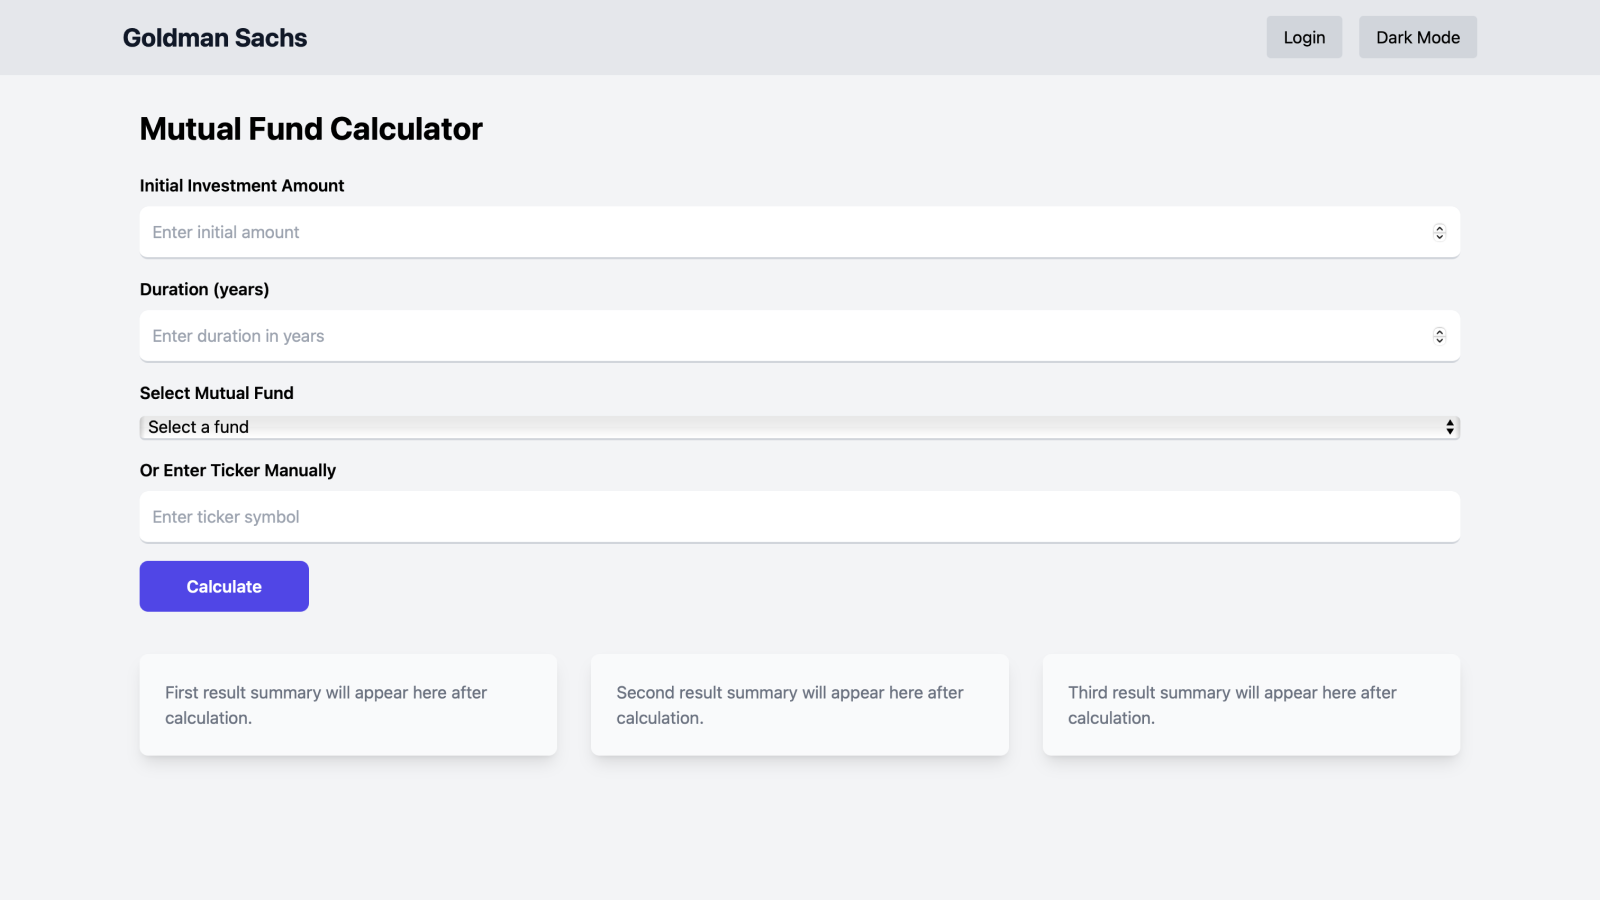 Goldman Sachs
Login
Dark Mode
Mutual Fund Calculator
Initial Investment Amount
Enter initial amount
Duration (years)
Enter duration in years
Select Mutual Fund
Select a fund
Or Enter Ticker Manually
Enter ticker symbol
Calculate
First result summary will appear here after
calculation.
Second result summary will appear here after
calculation.
Third result summary will appear here after
calculation.